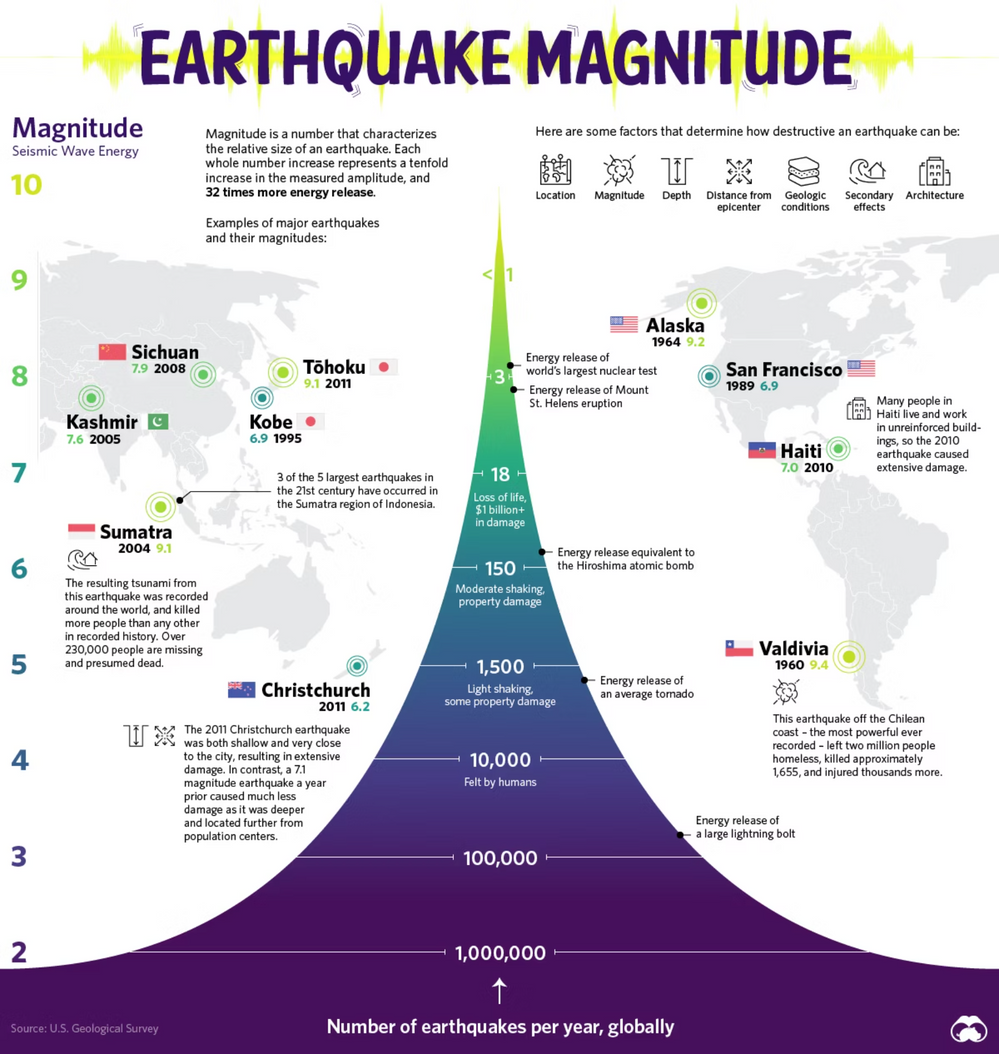 EARTHQUAKE MAGNITUDE
Magnitude
Seismic Wave Energy
10
9
8
7
6
5
4
3
2
Magnitude is a number that characterizes
the relative size of an earthquake. Each
whole number increase represents a tenfold
increase in the measured amplitude, and
32 times more energy release.
Examples of major earthquakes
and their magnitudes:
Here are some factors that determine how destructive an earthquake can be:
Location
Magnitude
Depth
Distance from
epicenter
Geologic
conditions
Secondary
effects
Architecture
Sichuan
7.9 2008
Tōhoku
9.1 2011
Kashmir
7.6 2005
Kobe
6.9 1995
3 of the 5 largest earthquakes in
the 21st century have occurred in
the Sumatra region of Indonesia.
Sumatra
2004 9.1
The resulting tsunami from
this earthquake was recorded
around the world, and killed
more people than any other
in recorded history. Over
230,000 people are missing
and presumed dead.
Christchurch
2011 6.2
The 2011 Christchurch earthquake
was both shallow and very close
to the city, resulting in extensive
damage. In contrast, a 7.1
magnitude earthquake a year
prior caused much less
damage as it was deeper
and located further from
population centers.
<1
3
18
Loss of life,
$1 billion+
in damage
150
Moderate shaking,
property damage
1,500
Light shaking,
some property damage
10,000
Felt by humans
100,000
1,000,000
Number of earthquakes per year, globally
Energy release of
world's largest nuclear test
Energy release of Mount
St. Helens eruption
Energy release equivalent to
the Hiroshima atomic bomb
Energy release of
an average tornado
Energy release of
a large lightning bolt
Alaska
1964 9.2
San Francisco
1989 6.9
Many people in
Haiti live and work
in unreinforced build-
ings, so the 2010
earthquake caused
extensive damage.
Haiti
7.0 2010
Valdivia
1960 9.4
This earthquake off the Chilean
coast – the most powerful ever
recorded – left two million people
homeless, killed approximately
1,655, and injured thousands more.
Source: U.S. Geological Survey